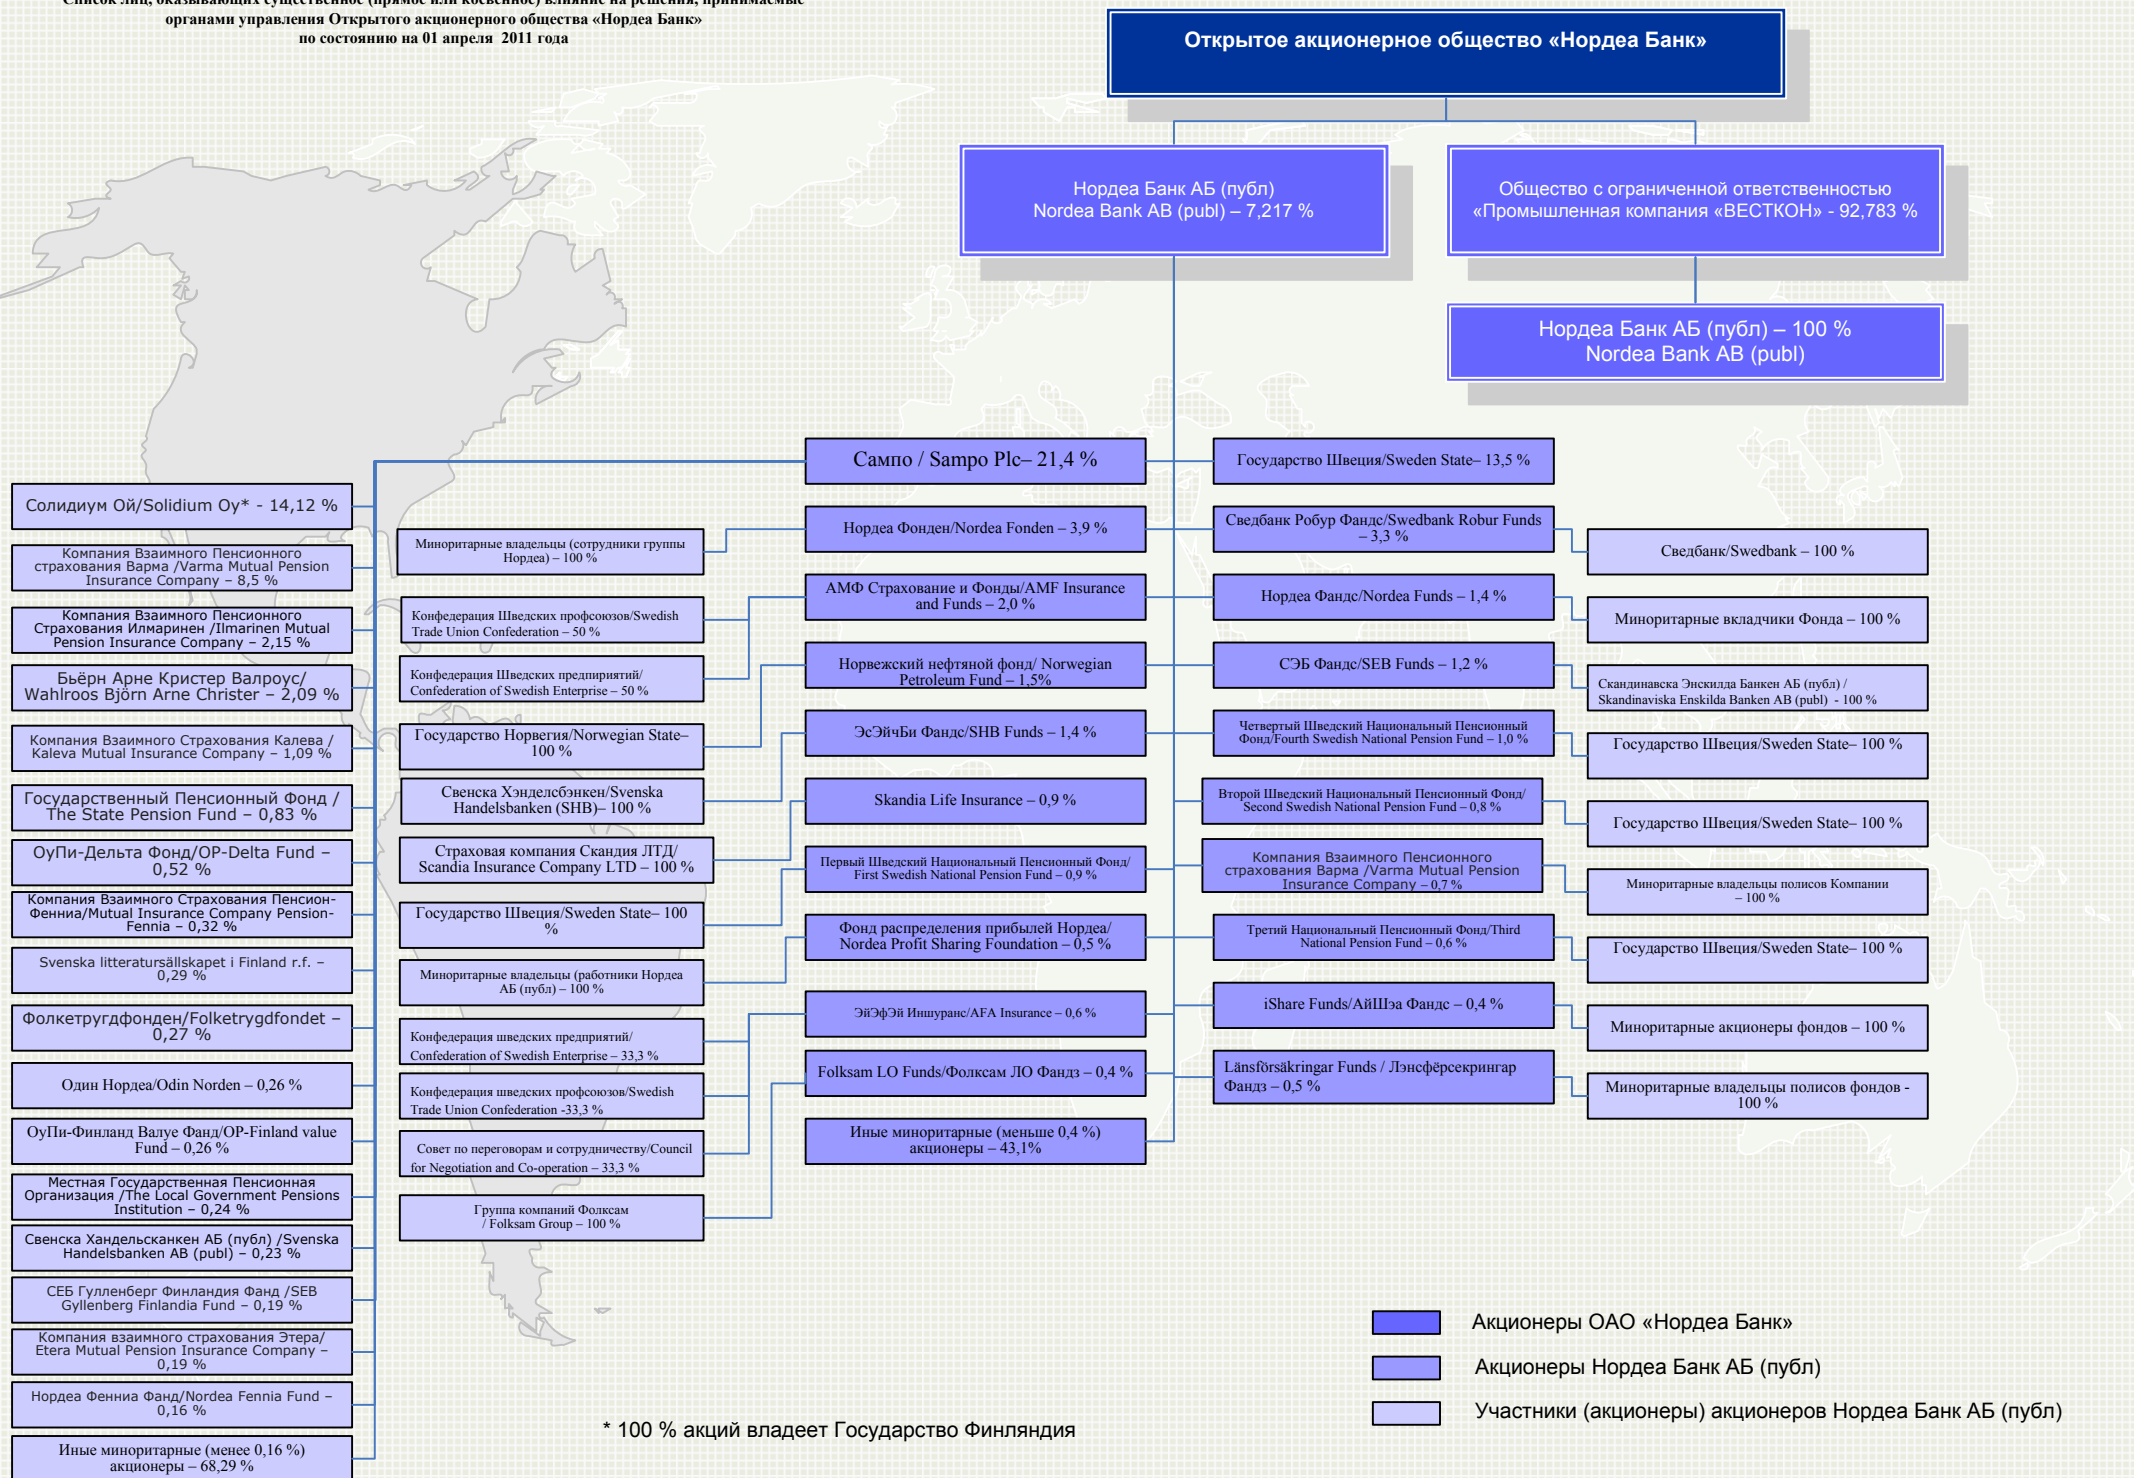 Список лиц, оказывающих существенное (прямое или косвенное) влияние на решения, принимаемые
органами управления Открытого акционерного общества «Нордеа Банк»
по состоянию на 01 апреля 2011 года
Открытое акционерное общество «Нордеа Банк»
Нордеа Банк АБ (публ)
Nordea Bank AB (publ) – 7,217 %
Общество с ограниченной ответственностью
«Промышленная компания «ВЕСТКОН» - 92,783 %
Нордеа Банк АБ (публ) – 100 %
Nordea Bank AB (publ)
Солидиум Ой/Solidium Oy* - 14,12 %
Компания Взаимного Пенсионного
страхования Варма /Varma Mutual Pension
Insurance Company – 8,5 %
Компания Взаимного Пенсионного
Страхования Илмаринен /Ilmarinen Mutual
Pension Insurance Company – 2,15 %
Бьёрн Арне Кристер Валроус/
Wahlroos Björn Arne Christer – 2,09 %
Компания Взаимного Страхования Калева /
Kaleva Mutual Insurance Company – 1,09 %
Государственный Пенсионный Фонд /
The State Pension Fund – 0,83 %
ОуПи-Дельта Фонд/OP-Delta Fund –
0,52 %
Компания Взаимного Страхования Пенсион-
Фенниа/Mutual Insurance Company Pension-
Fennia – 0,32 %
Svenska litteratursällskapet i Finland r.f. –
0,29 %
Фолкетругдфонден/Folketrygdfondet –
0,27 %
Один Нордеа/Odin Norden – 0,26 %
ОуПи-Финланд Валуе Фанд/OP-Finland value
Fund – 0,26 %
Местная Государственная Пенсионная
Организация /The Local Government Pensions
Institution – 0,24 %
Свенска Хандельсканкен АБ (публ) /Svenska
Handelsbanken AB (publ) – 0,23 %
СЕБ Гулленберг Финландия Фанд /SEB
Gyllenberg Finlandia Fund – 0,19 %
Компания взаимного страхования Этера/
Etera Mutual Pension Insurance Company –
0,19 %
Нордеа Фенниа Фанд/Nordea Fennia Fund –
0,16 %
Иные миноритарные (менее 0,16 %)
акционеры – 68,29 %
Миноритарные владельцы (сотрудники группы
Нордеа) – 100 %
Конфедерация Шведских профсоюзов/Swedish
Trade Union Confederation – 50 %
Конфедерация Шведских предприятий/
Confederation of Swedish Enterprise – 50 %
Государство Норвегия/Norwegian State–
100 %
Свенска Хэнделсбэнкен/Svenska
Handelsbanken (SHB)– 100 %
Страховая компания Скандия ЛТД/
Scandia Insurance Company LTD – 100 %
Государство Швеция/Sweden State– 100
%
Миноритарные владельцы (работники Нордеа
АБ (публ) – 100 %
Конфедерация шведских предприятий/
Confederation of Swedish Enterprise – 33,3 %
Конфедерация шведских профсоюзов/Swedish
Trade Union Confederation -33,3 %
Совет по переговорам и сотрудничеству/Council
for Negotiation and Co-operation – 33,3 %
Группа компаний Фолксам
/ Folksam Group – 100 %
Сампо / Sampo Plc– 21,4 %
Нордеа Фонден/Nordea Fonden – 3,9 %
АМФ Страхование и Фонды/AMF Insurance
and Funds – 2,0 %
Норвежский нефтяной фонд/ Norwegian
Petroleum Fund – 1,5%
ЭсЭйчБи Фандс/SHB Funds – 1,4 %
Skandia Life Insurance – 0,9 %
Первый Шведский Национальный Пенсионный Фонд/
First Swedish National Pension Fund – 0,9 %
Фонд распределения прибылей Нордеа/
Nordea Profit Sharing Foundation – 0,5 %
ЭйЭфЭй Иншуранс/AFA Insurance – 0,6 %
Folksam LO Funds/Фолксам ЛО Фандз – 0,4 %
Иные миноритарные (меньше 0,4 %)
акционеры – 43,1%
Государство Швеция/Sweden State– 13,5 %
Сведбанк Робур Фандс/Swedbank Robur Funds
– 3,3 %
Нордеа Фандс/Nordea Funds – 1,4 %
СЭБ Фандс/SEB Funds – 1,2 %
Четвертый Шведский Национальный Пенсионный
Фонд/Fourth Swedish National Pension Fund – 1,0 %
Второй Шведский Национальный Пенсионный Фонд/
Second Swedish National Pension Fund – 0,8 %
Компания Взаимного Пенсионного
страхования Варма /Varma Mutual Pension
Insurance Company – 0,7 %
Третий Национальный Пенсионный Фонд/Third
National Pension Fund – 0,6 %
iShare Funds/АйШэа Фандс – 0,4 %
Länsförsäkringar Funds / Лэнсфёрсекрингар
Фандз – 0,5 %
Сведбанк/Swedbank – 100 %
Миноритарные вкладчики Фонда – 100 %
Скандинавска Энскилда Банкен АБ (публ) /
Skandinaviska Enskilda Banken AB (publ) - 100 %
Государство Швеция/Sweden State– 100 %
Государство Швеция/Sweden State– 100 %
Миноритарные владельцы полисов Компании
– 100 %
Государство Швеция/Sweden State– 100 %
Миноритарные акционеры фондов – 100 %
Миноритарные владельцы полисов фондов -
100 %
Акционеры ОАО «Нордеа Банк»
Акционеры Нордеа Банк АБ (публ)
Участники (акционеры) акционеров Нордеа Банк АБ (публ)
* 100 % акций владеет Государство Финляндия